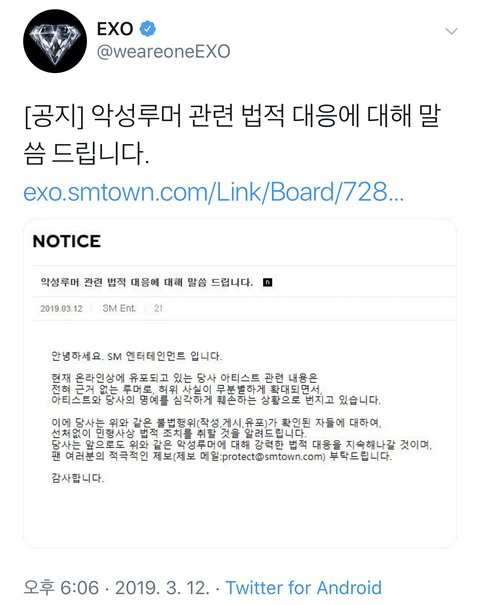 EXO
@weareoneEXO
[공지] 악성루머 관련 법적 대응에 대해 말
씀 드립니다.
exo.smtown.com/Link/Board/728...
NOTICE
악성루머 관련 법적 대응에 대해 말씀 드립니다. n
2019.03.12 | SM Ent. | 21
안녕하세요. SM 엔터테인먼트 입니다.
현재 온라인상에 유포되고 있는 당사 아티스트 관련 내용은
전혀 근거 없는 루머로, 허위 사실이 무분별하게 확대되면서,
아티스트와 당사의 명예를 심각하게 훼손하는 상황으로 번지고 있습니다.
이에 당사는 위와 같은 불법행위(작성,게시,유포)가 확인된 자들에 대하여,
선처없이 민형사상 법적 조치를 취할 것을 알려드립니다.
당사는 앞으로도 위와 같은 악성루머에 대해 강력한 법적 대응을 지속해나갈 것이며,
팬 여러분의 적극적인 제보(제보 메일:protect@smtown.com) 부탁드립니다.
감사합니다.
오후 6:06 · 2019. 3. 12. · Twitter for Android